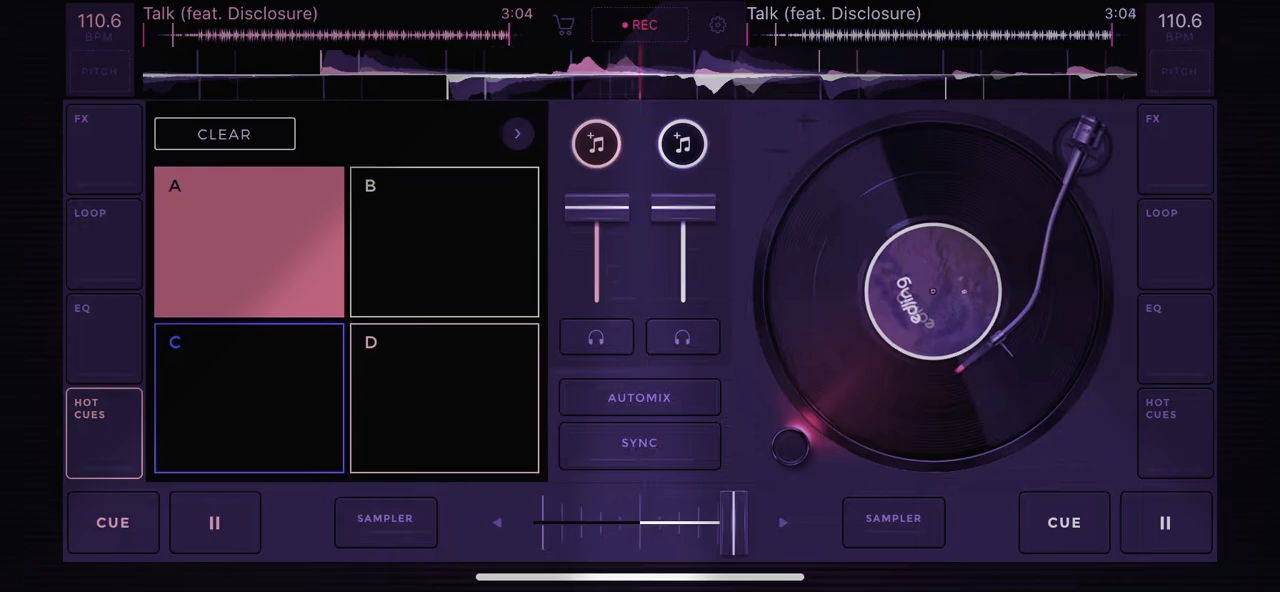 110.6
BPM
PITCH
Talk (feat. Disclosure)
3:04
REC
Talk (feat. Disclosure)
3:04
110.6
BPM
PITCH
FX
LOOP
EQ
HOT
CUES
CLEAR
A
B
C
D
AUTOMIX
SYNC
edjing
FX
LOOP
EQ
HOT
CUES
CUE
SAMPLER
SAMPLER
CUE